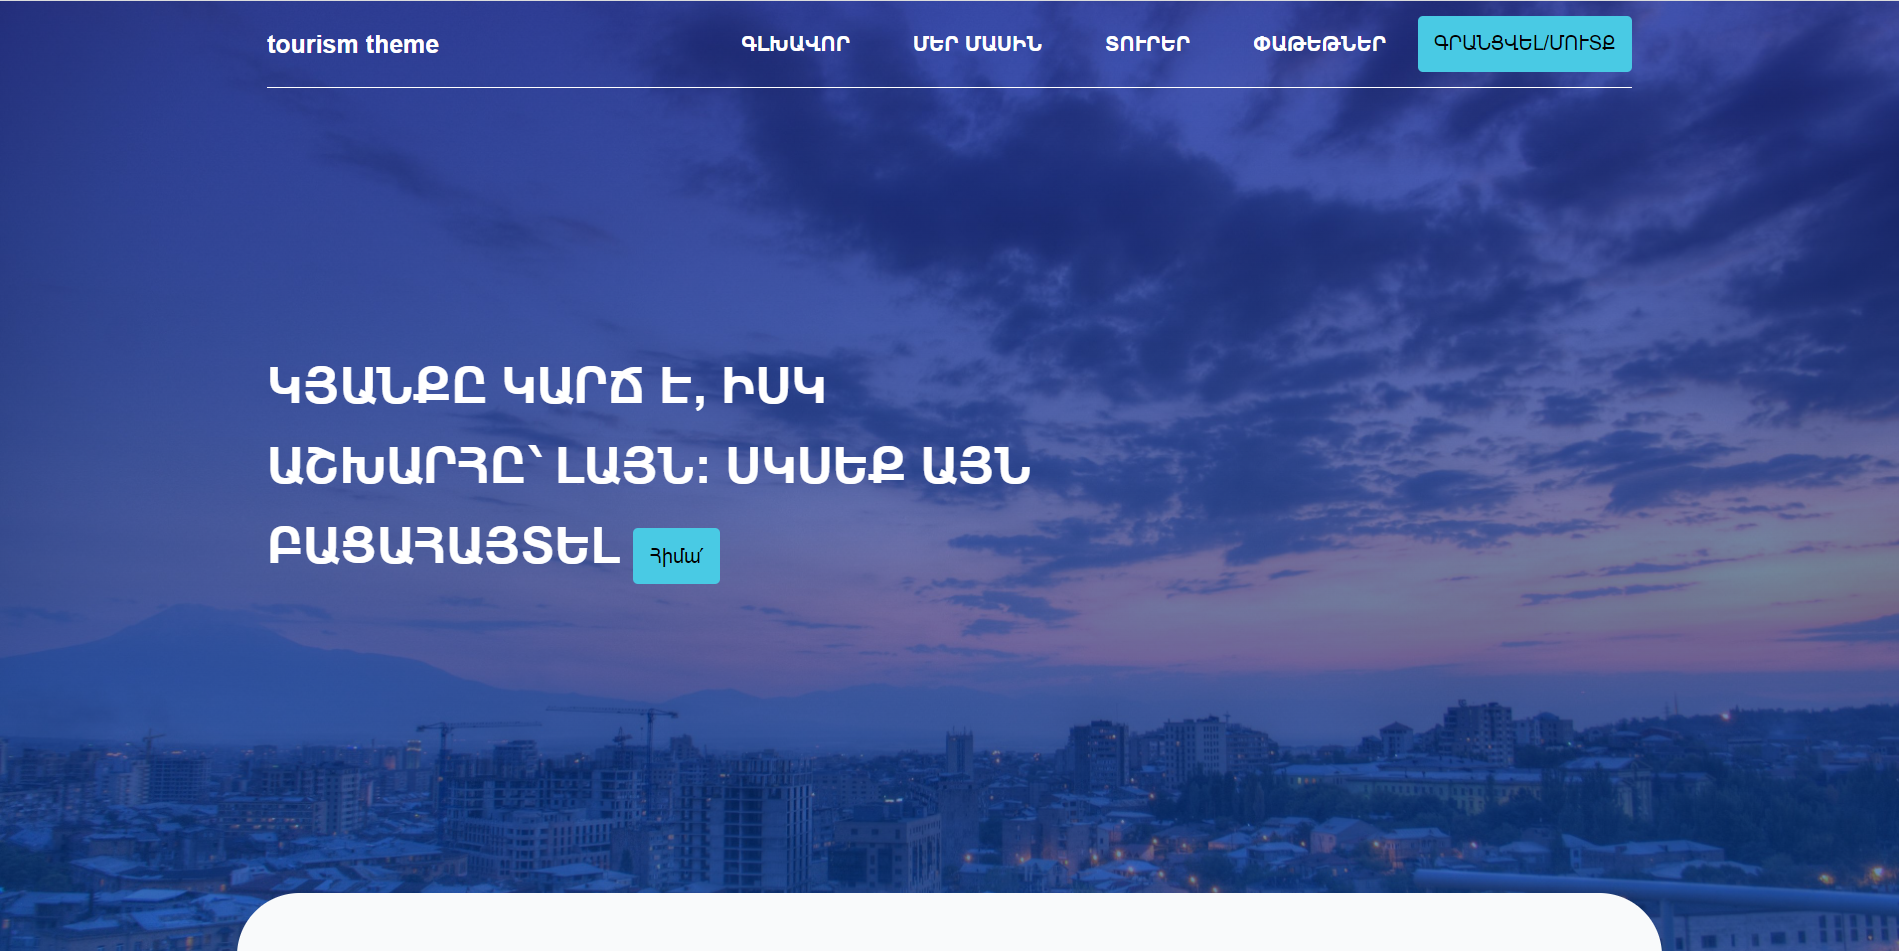 tourism theme
ԳԼԽԱՎՈՐ
ՄԵՐ ՄԱՍԻՆ
ՏՈՒՐԵՐ
ՓԱԹԵԹՆԵՐ
ԳՐԱՆՑՎԵԼ/ՄՈՒՏՔ
ԿՅԱՆՔԸ ԿԱՐՃ Է, ԻՍԿ
ԱՇԽԱՐՀԸ՝ ԼԱՅՆ: ՍԿՍԵՔ ԱՅՆ
ԲԱՑԱՀԱՅՏԵԼ Հիմա՛